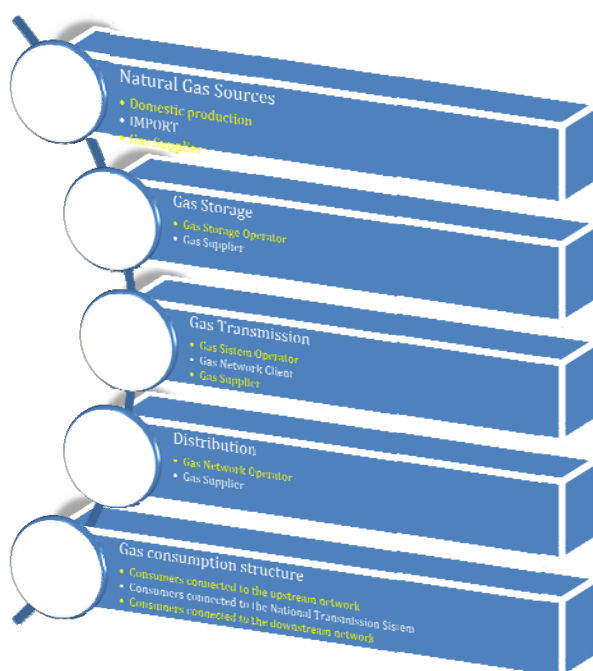 Natural Gas Sources
• Domestic production
• IMPORT
• Gas Supplier
Gas Storage
• Gas Storage Operator
• Gas Supplier
Gas Transmission
• Gas Sistem Operator
• Gas Network Client
• Gas Supplier
Distribution
• Gas Network Operator
• Gas Supplier
Gas consumption structure
• Consumers connected to the upstream network
• Consumers connected to the National Transmission Sistem
• Consumers connected to the downstream network